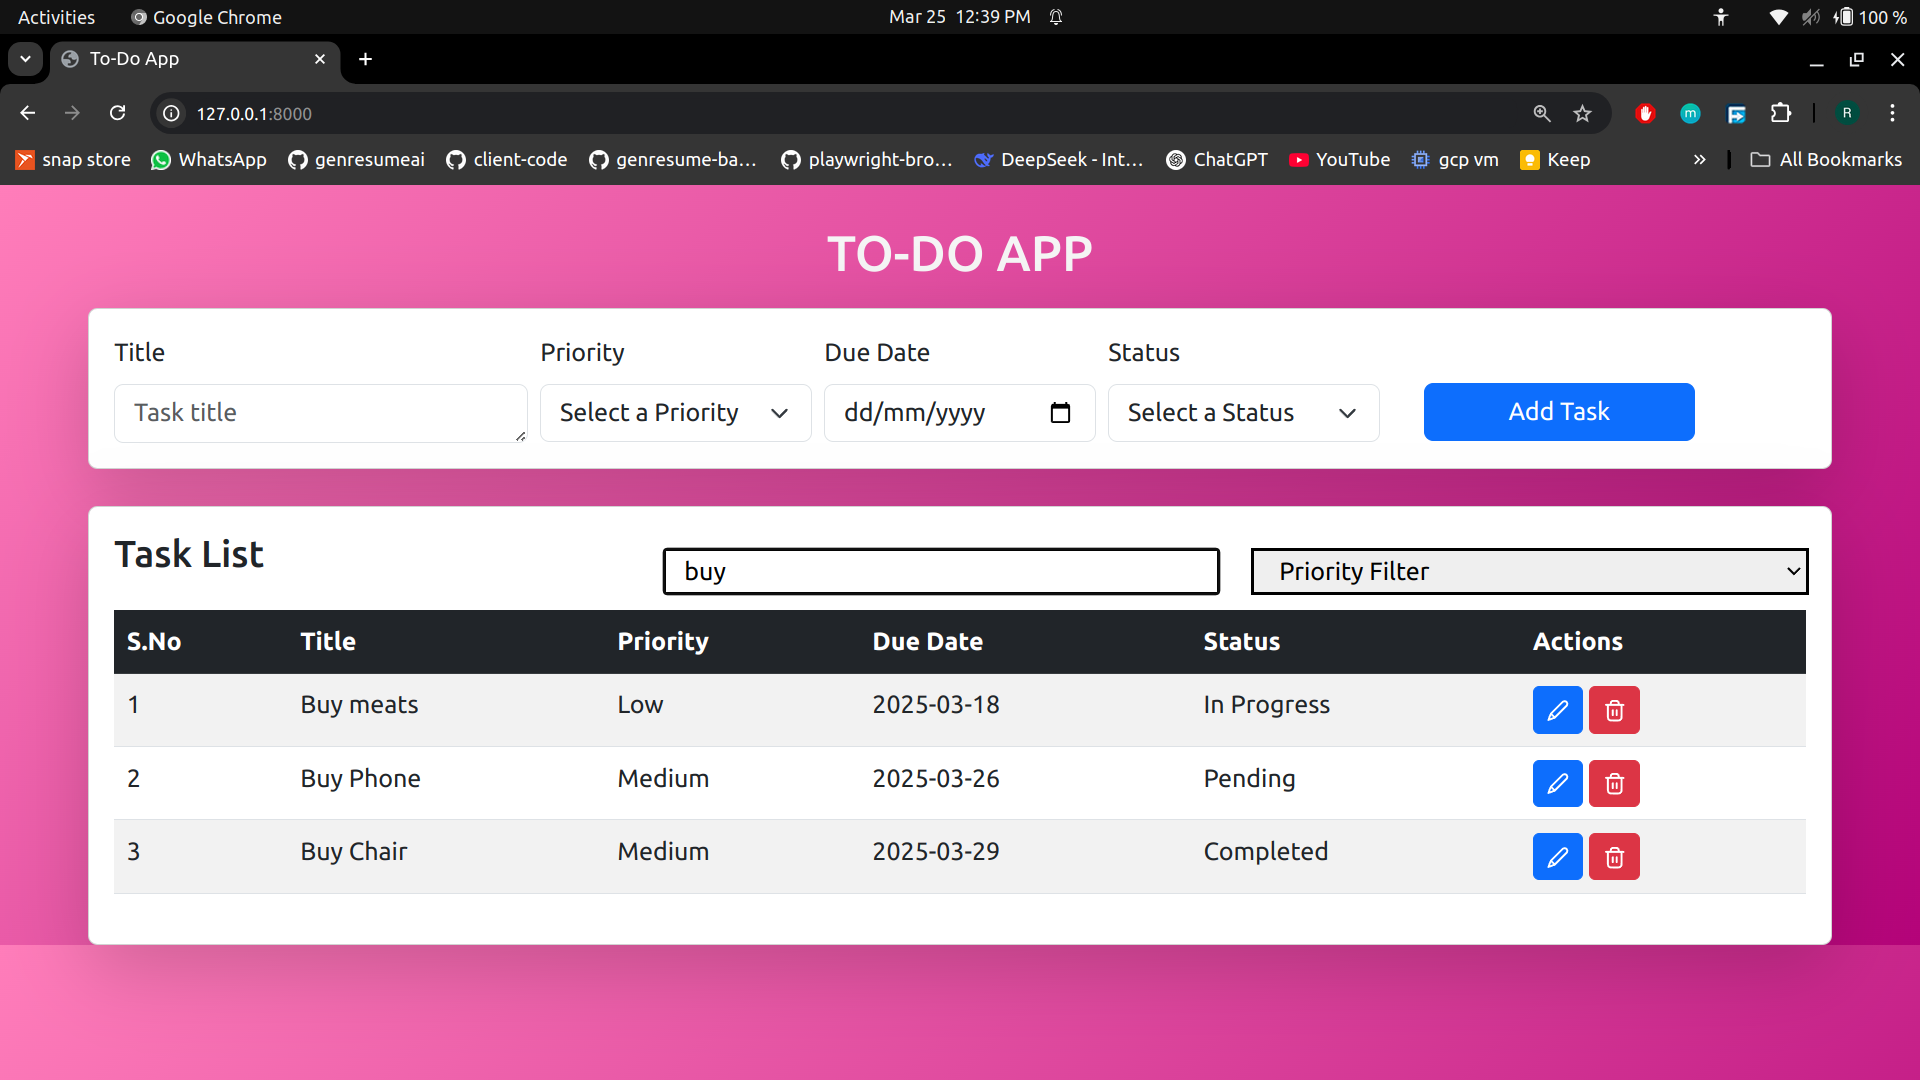 Activities Google Chrome Mar 25 12:39 PM 100 %
To-Do App
127.0.0.1:8000 m R
snap store WhatsApp genresumeai client-code genresume-ba... playwright-bro... DeepSeek - Int... ChatGPT YouTube gcp vm Keep » All Bookmarks
TO-DO APP
Title Priority Due Date Status
Task title Select a Priority dd/mm/yyyy Select a Status Add Task
Task List buy Priority Filter
S.No Title Priority Due Date Status Actions
1 Buy meats Low 2025-03-18 In Progress
2 Buy Phone Medium 2025-03-26 Pending
3 Buy Chair Medium 2025-03-29 Completed